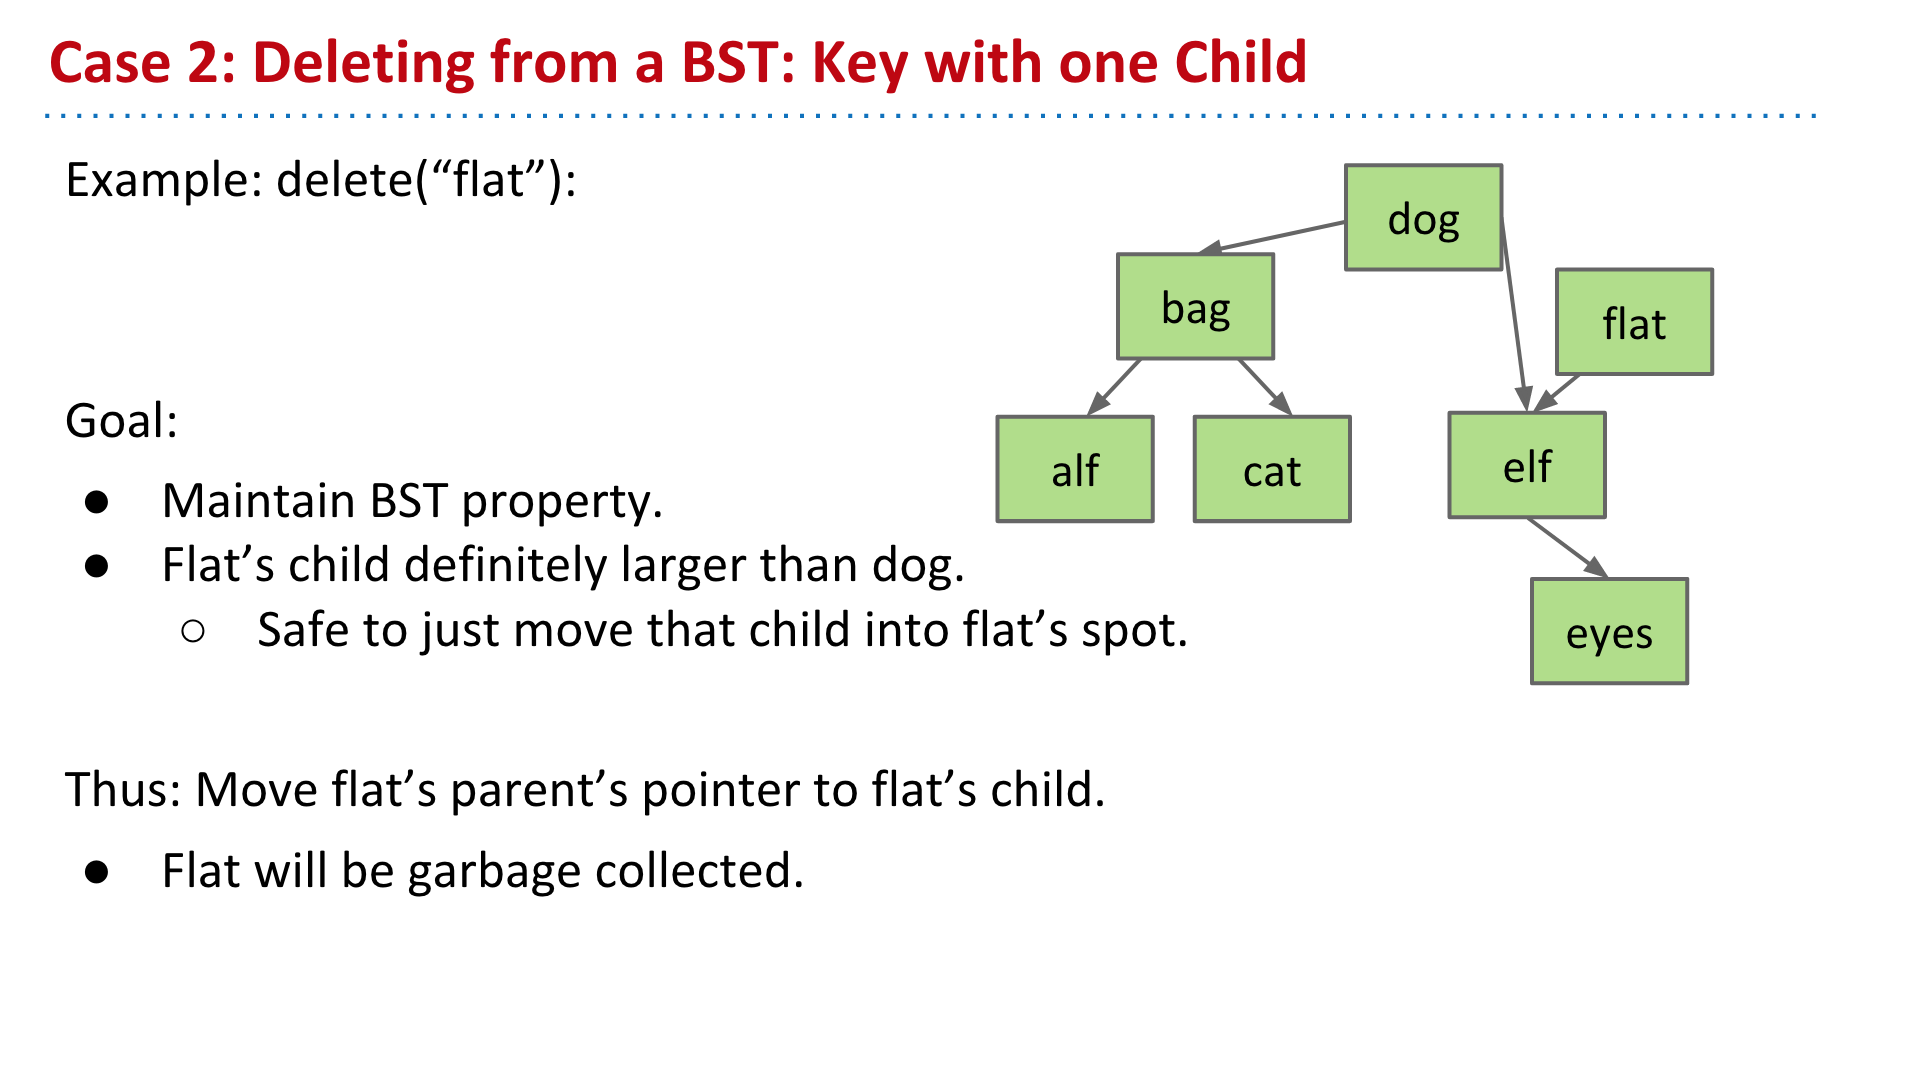 Case 2: Deleting from a BST: Key with one Child
Example: delete(“flat”):
dog
bag
flat
alf
cat
elf
eyes
Goal:
● Maintain BST property.
● Flat’s child definitely larger than dog.
○ Safe to just move that child into flat’s spot.
Thus: Move flat’s parent’s pointer to flat’s child.
● Flat will be garbage collected.